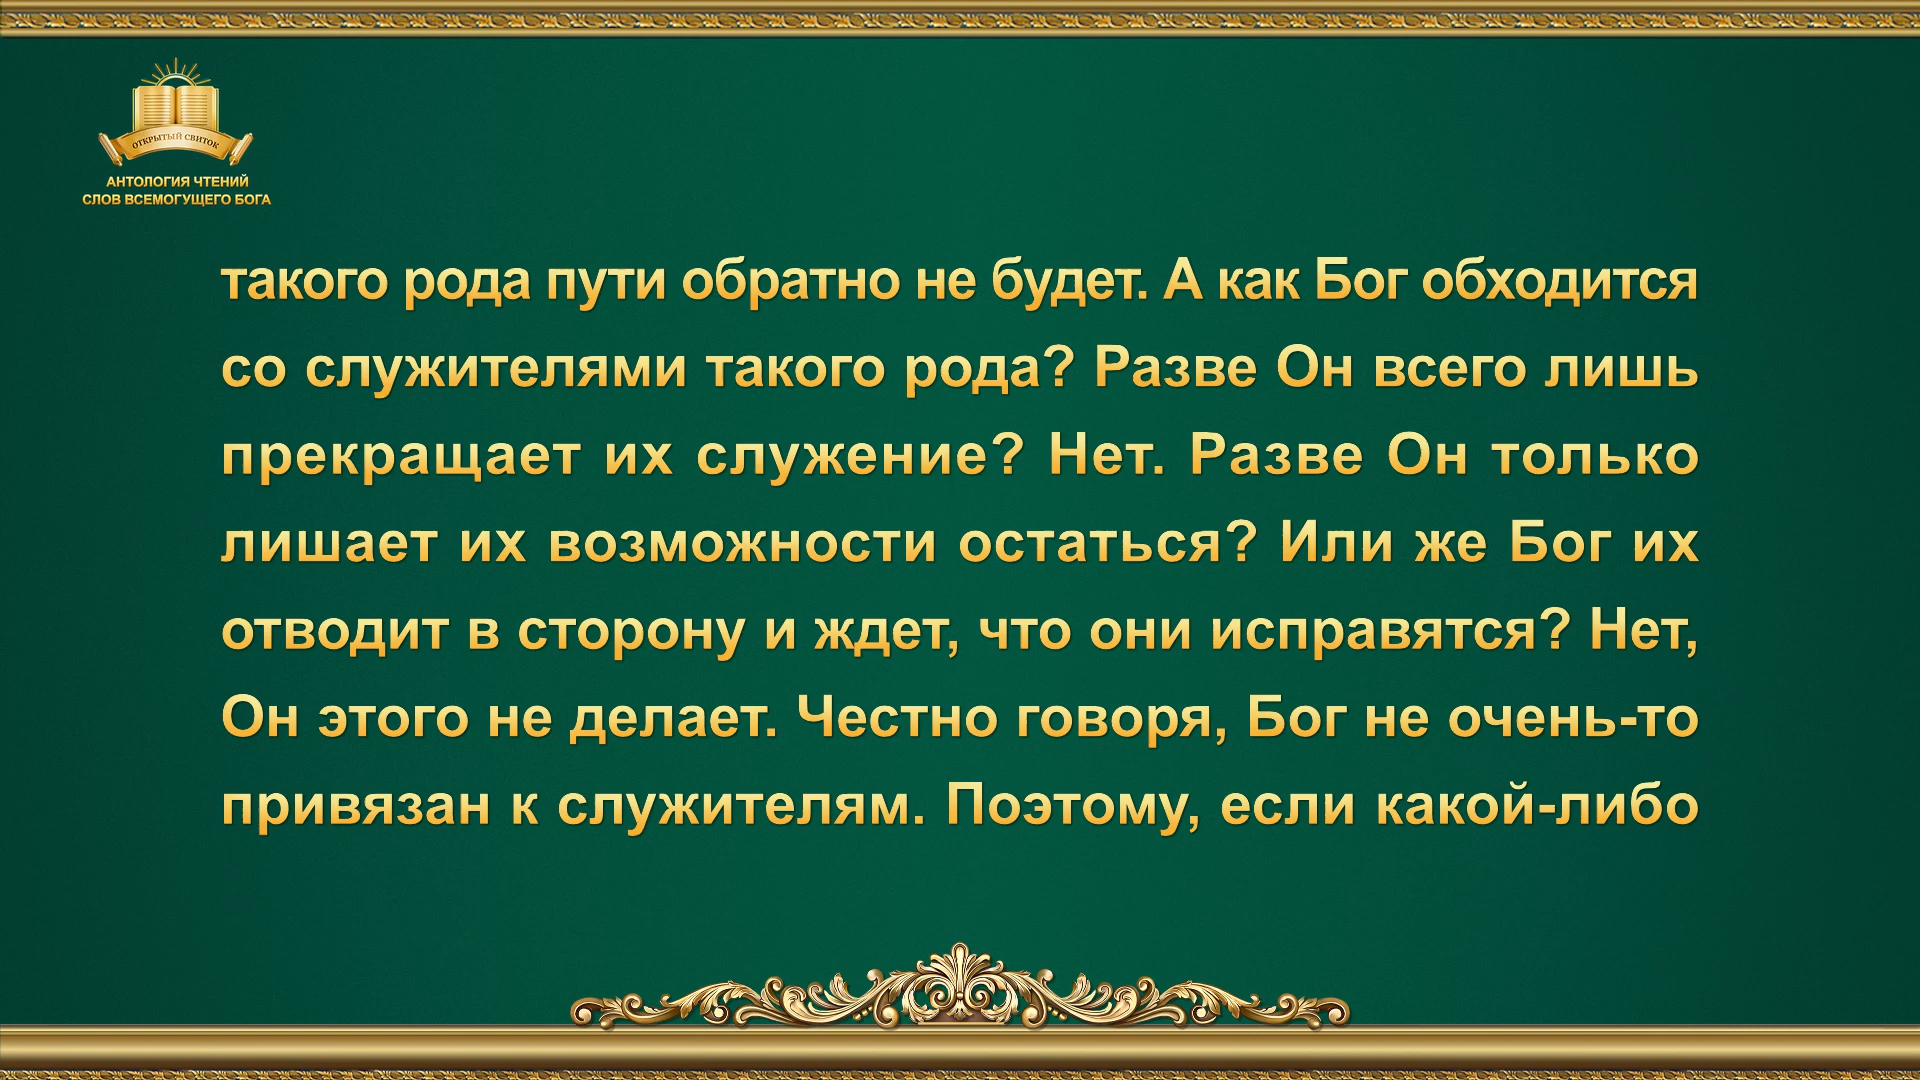 ОТКРЫТЫЙ СВИТОК
АНТОЛОГИЯ ЧТЕНИЙ
СЛОВ ВСЕМОГУЩЕГО БОГА
такого рода пути обратно не будет. А как Бог обходится
со служителями такого рода? Разве Он всего лишь
прекращает их служение? Нет. Разве Он только
лишает их возможности остаться? Или же Бог их
отводит в сторону и ждет, что они исправятся? Нет,
Он этого не делает. Честно говоря, Бог не очень-то
привязан к служителям. Поэтому, если какой-либо